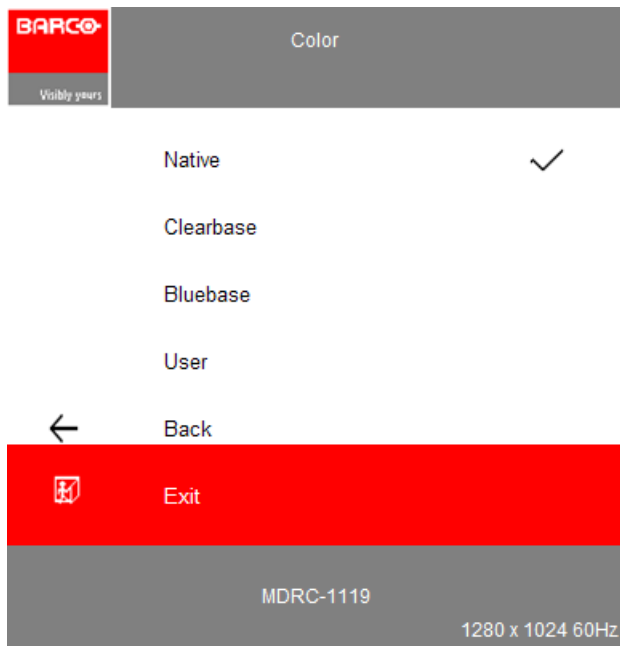 BARCO
Visibly yours
Color
Native
Clearbase
Bluebase
User
Back
Exit
MDRC-1119
1280 x 1024 60Hz